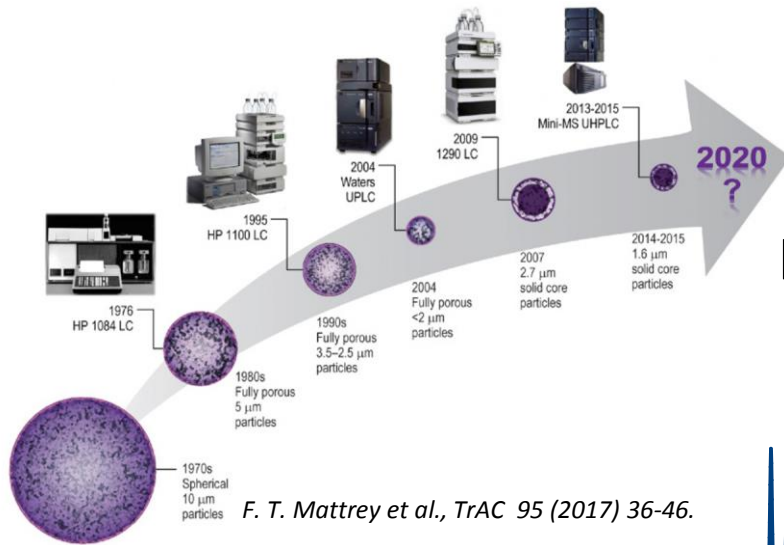 2013-2015
Mini-MS UHPLC
2009
1290 LC
2004
Waters
UPLC
1995
HP 1100 LC
1976
HP 1084 LC
2020
?
2014-2015
1.6 μm
solid core
particles
2007
2.7 μm
solid core
particles
2004
Fully porous
<2 μm
particles
1990s
Fully porous
3.5–2.5 μm
particles
1980s
Fully porous
5 μm
particles
1970s
Spherical
10 μm
particles
F. T. Mattrey et al., TrAC 95 (2017) 36-46.